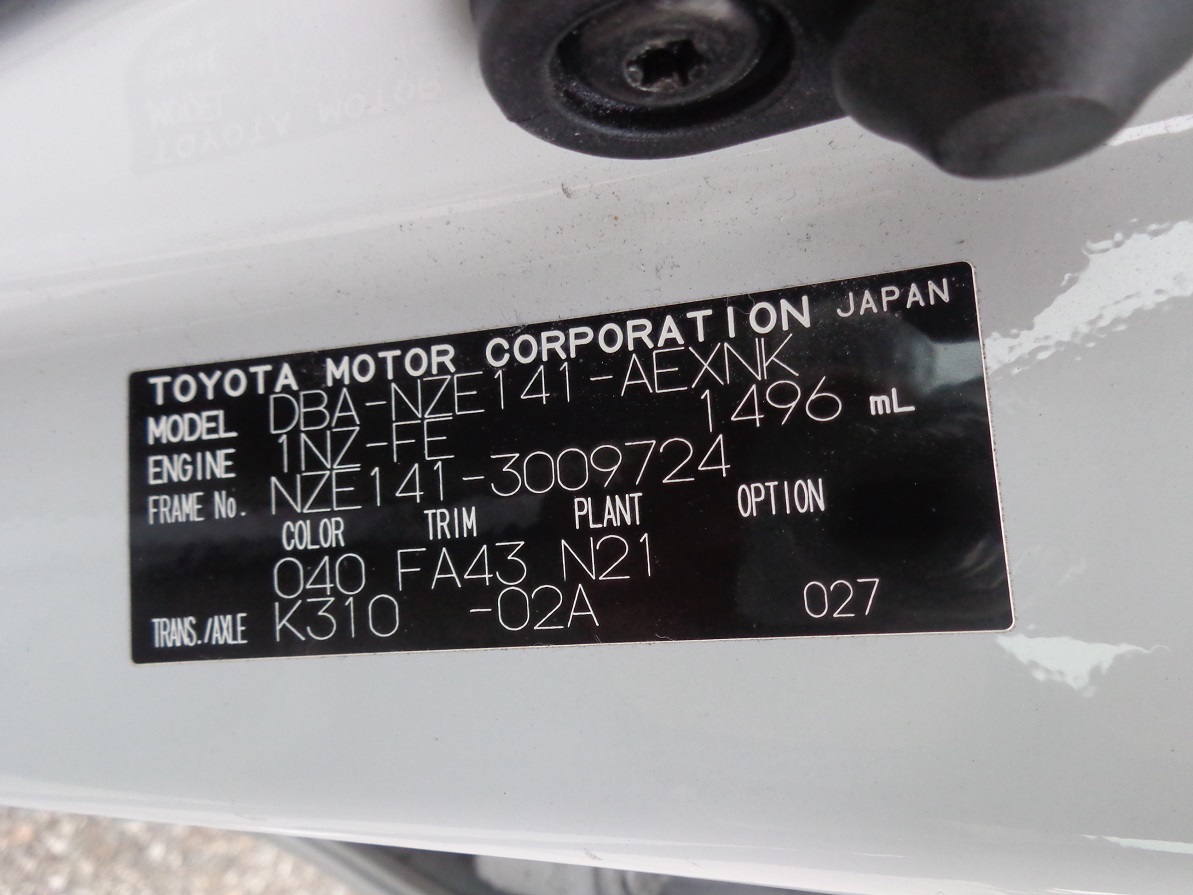 TOYOTA MOTOR CORPORATION JAPAN
MODEL DBA-NZE141-AEXNK
ENGINE 1NZ-FE 1496 mL
FRAME No. NZE141-3009724
COLOR TRIM PLANT OPTION
040 FA43 N21
TRANS./AXLE K310 -02A 027